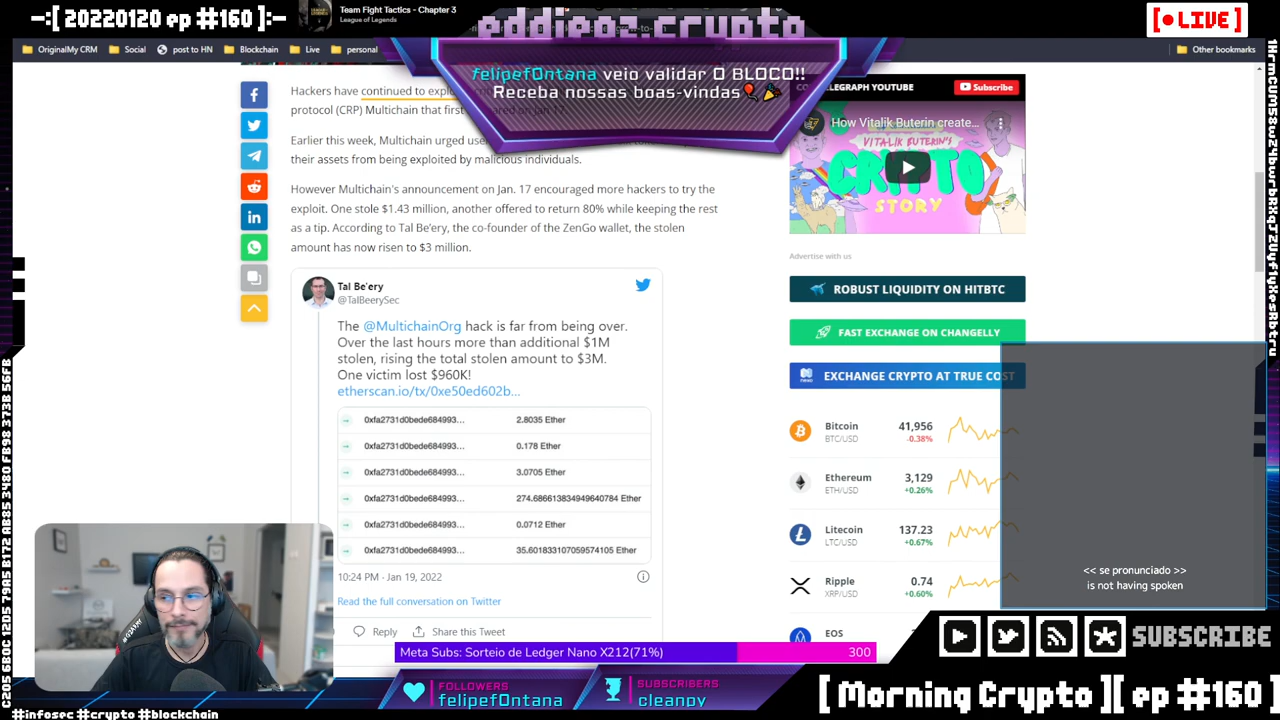 -:[ 20220120 ep #160 ]:-
Team Fight Tactics - Chapter 3
League of Legends
eddieoz.crypto
[● LIVE]
OriginalMy CRM
Social
post to HN
Blockchain
Live
personal
Other bookmarks
felipef0ntana veio validar O BLOCO!!
Receba nossas boas-vindas🎈🎉
Hackers have continued to
protocol (CRP) Multichain that first
Earlier this week, Multichain urged
their assets from being exploited by malicious individuals.
However Multichain's announcement on Jan. 17 encouraged more hackers to try the
exploit. One stole $1.43 million, another offered to return 80% while keeping the rest
as a tip. According to Tal Be'ery, the co-founder of the ZenGo wallet, the stolen
amount has now risen to $3 million.
Tal Be'ery
@TalBeerySec
The @MultichainOrg hack is far from being over.
Over the last hours more than additional $1M
stolen, rising the total stolen amount to $3M.
One victim lost $960K!
etherscan.io/tx/0xe50ed602b...
0xfa2731d0bede684993... 2.8035 Ether
0xfa2731d0bede684993... 0.178 Ether
0xfa2731d0bede684993... 3.0705 Ether
0xfa2731d0bede684993... 274.686613834949640784 Ether
0xfa2731d0bede684993... 0.0712 Ether
0xfa2731d0bede684993... 35.601833107059574105 Ether
10:24 PM · Jan 19, 2022
Read the full conversation on Twitter
Reply
Share this Tweet
TELEGRAPH YOUTUBE
Subscribe
How Vitalik Buterin create...
VITALIK BUTERIN'S
CRYPTO
STORY
Advertise with us
ROBUST LIQUIDITY ON HITBTC
FAST EXCHANGE ON CHANGELLY
EXCHANGE CRYPTO AT TRUE COST
Bitcoin 41,956
BTC/USD -0.38%
Ethereum 3,129
ETH/USD +0.26%
Litecoin 137.23
LTC/USD +0.67%
Ripple 0.74
XRP/USD +0.60%
EOS
<< se pronunciado >>
is not having spoken
Meta Subs: Sorteio de Ledger Nano X212(71%)
300
SUBSCRIBE
FOLLOWERS
felipef0ntana
SUBSCRIBERS
cleanpy
[ Morning Crypto ][ ep #160 ]
#infosec #crypto #blockchain